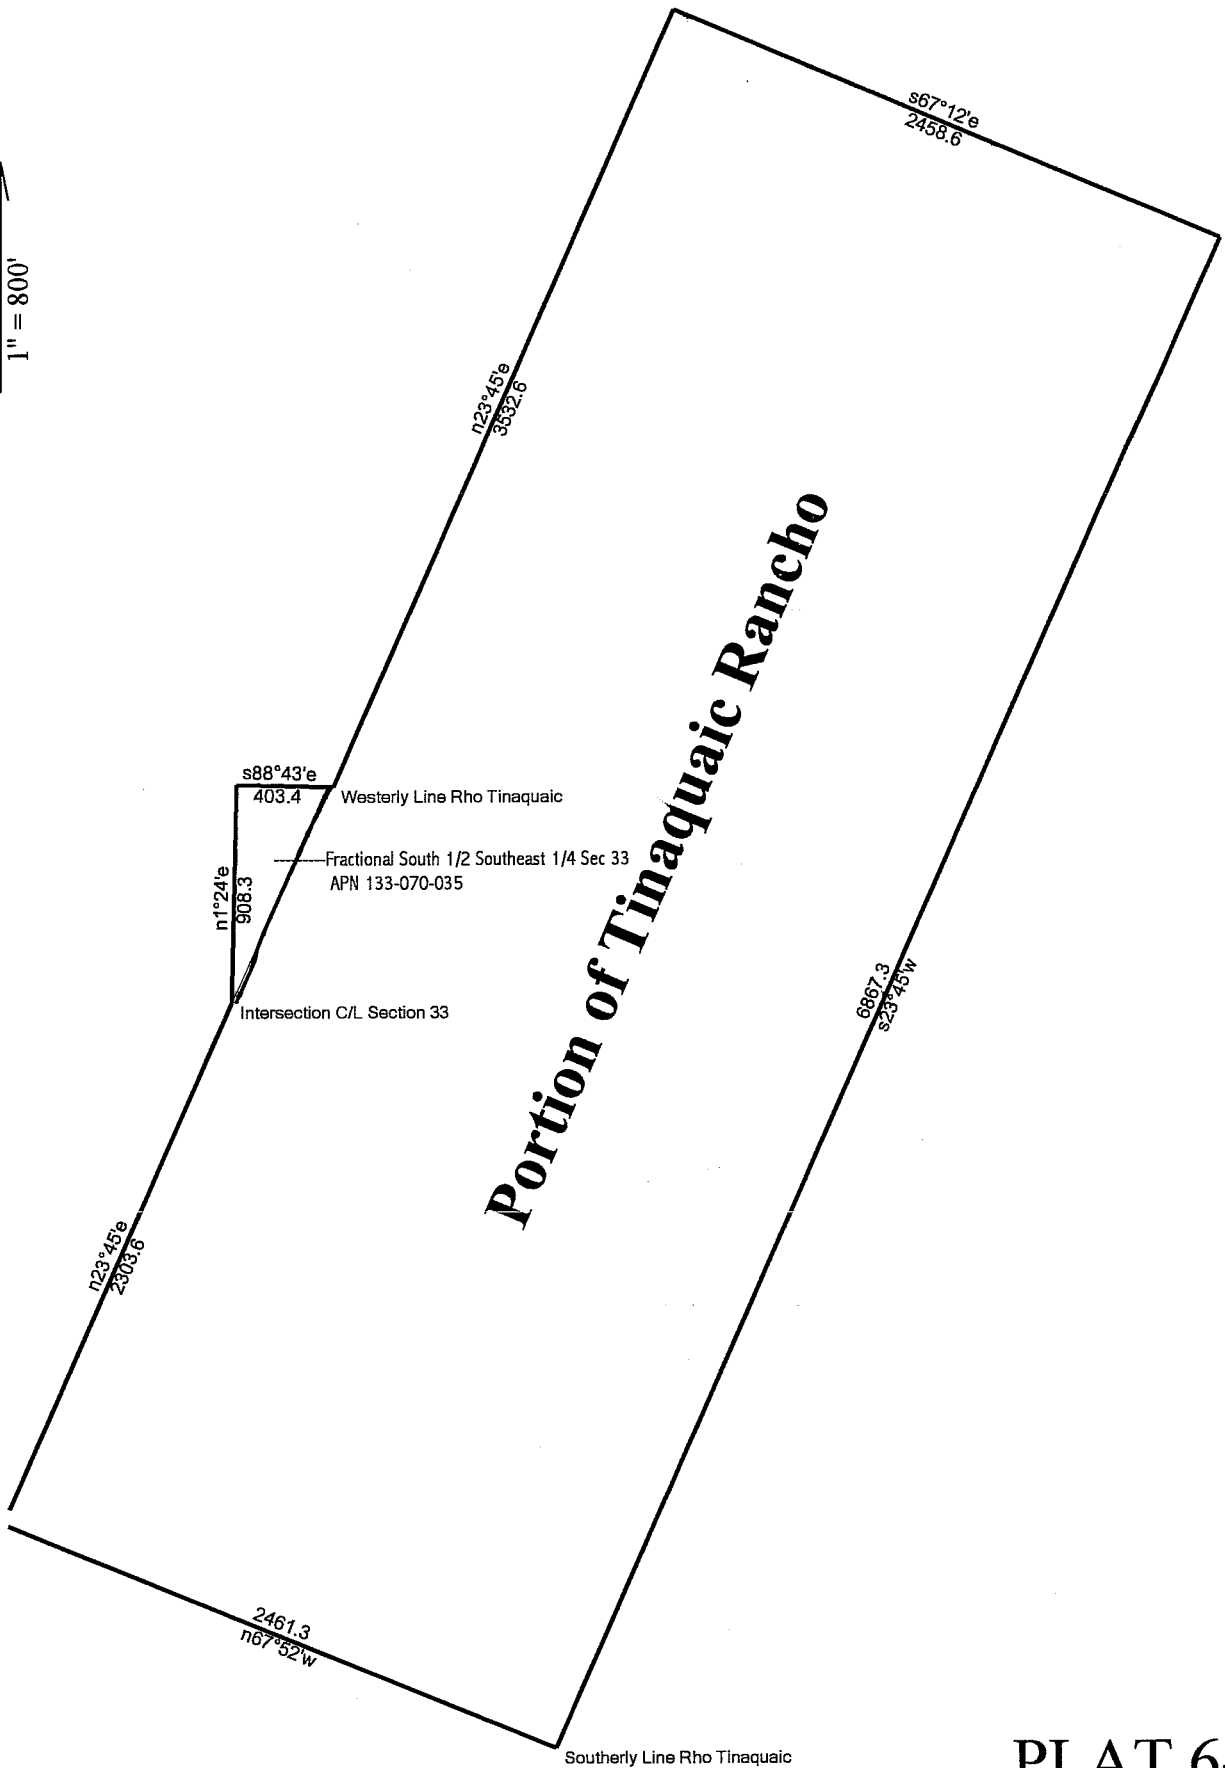 s67°12'e
2458.6
1" = 800'
n23°45'e
3532.6
Portion of Tinaquaic Rancho
s88°43'e
403.4
Westerly Line Rho Tinaquaic
Fractional South 1/2 Southeast 1/4 Sec 33
APN 133-070-035
n1°24'e
908.3
Intersection C/L Section 33
6867.3
s23°45'w
n23°45'e
2303.6
2461.3
n67°52'w
Southerly Line Rho Tinaquaic
PLAT